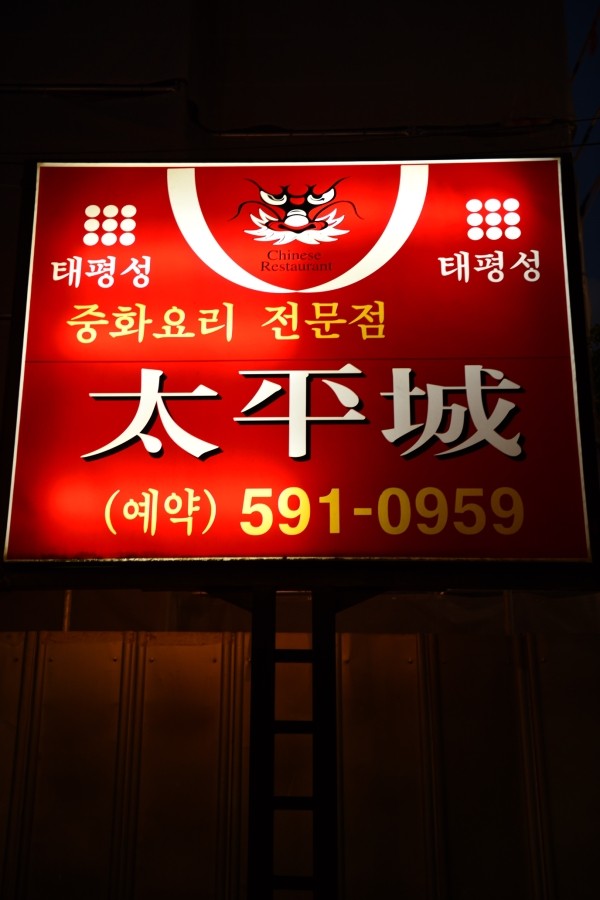 Chinese
Restaurant
태평성 태평성
중화요리 전문점
太平城
(예약) 591-0959